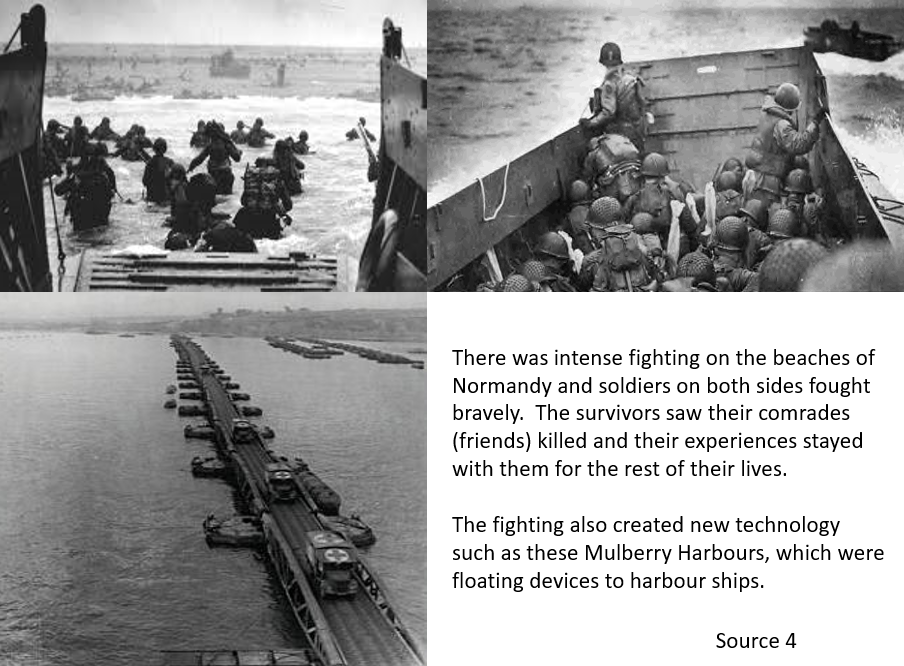 There was intense fighting on the beaches of
Normandy and soldiers on both sides fought
bravely.  The survivors saw their comrades
(friends) killed and their experiences stayed
with them for the rest of their lives.
The fighting also created new technology
such as these Mulberry Harbours, which were
floating devices to harbour ships.
Source 4